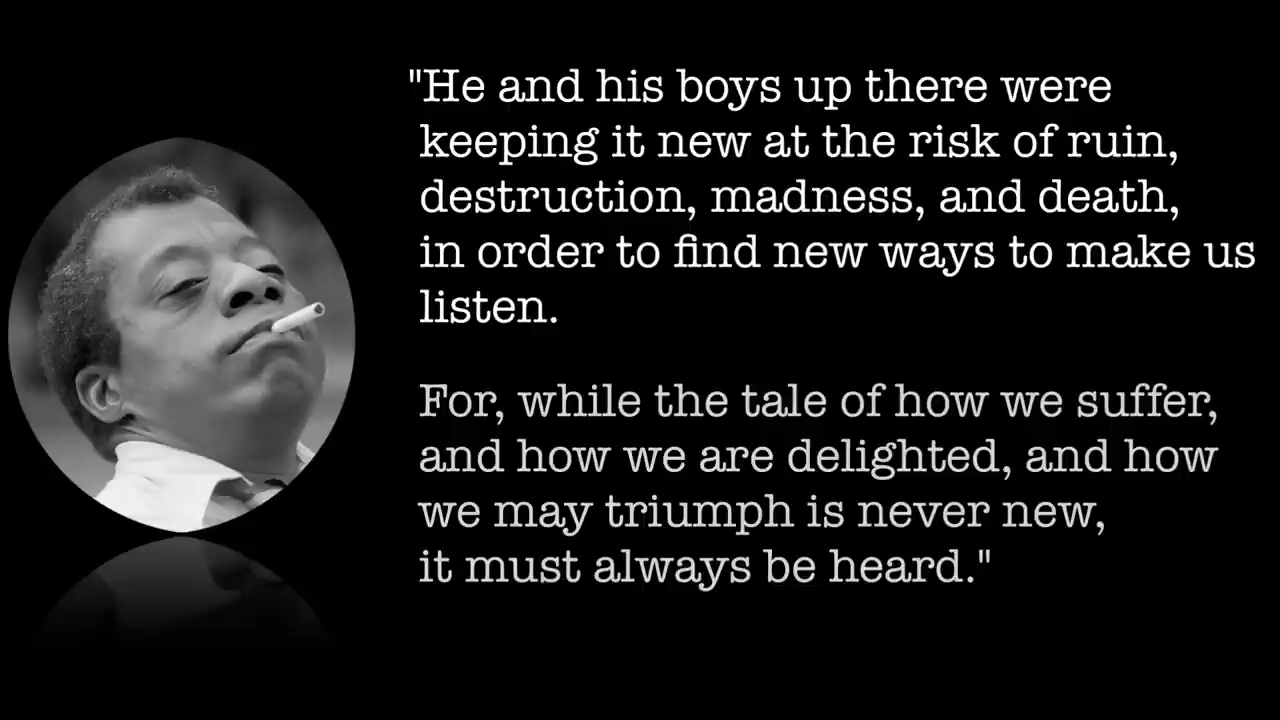 "He and his boys up there were
keeping it new at the risk of ruin,
destruction, madness, and death,
in order to find new ways to make us
listen.
For, while the tale of how we suffer,
and how we are delighted, and how
we may triumph is never new,
it must always be heard."